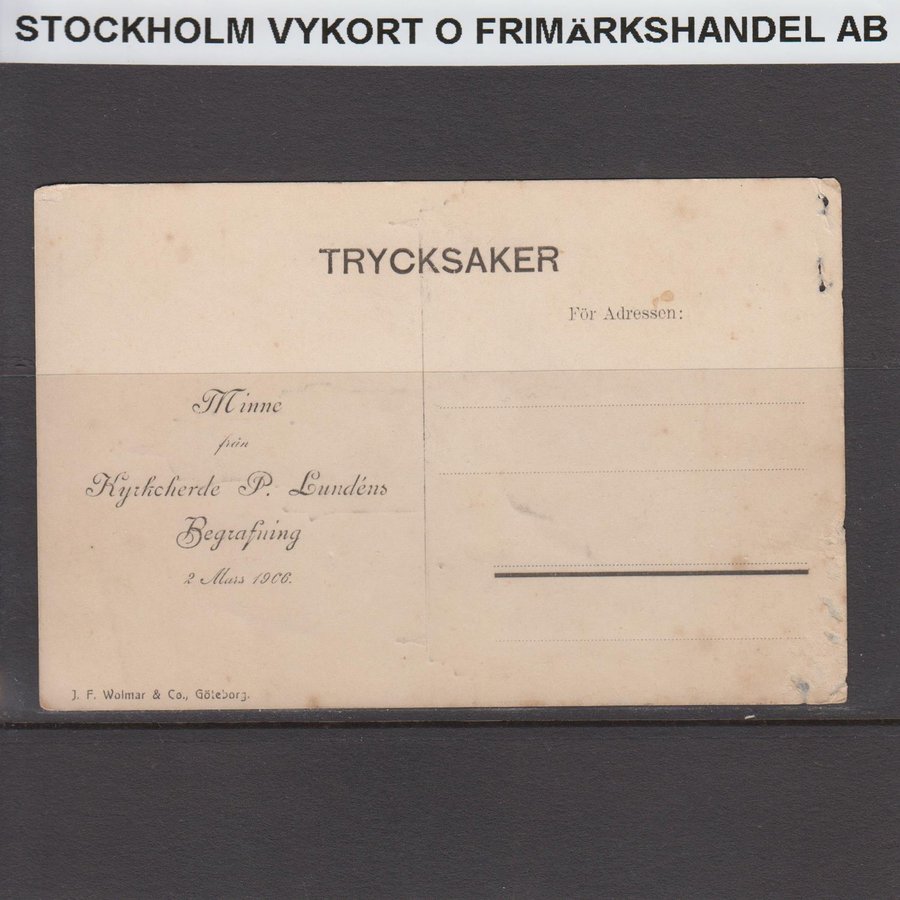 STOCKHOLM VYKORT O FRIMÄRKSHANDEL AB
TRYCKSAKER
För Adressen:
Minne
från
Kyrkoherde P. Lundéns
Begrafning
2 Mars 1906.
J. F. Wolmar & Co., Göteborg.